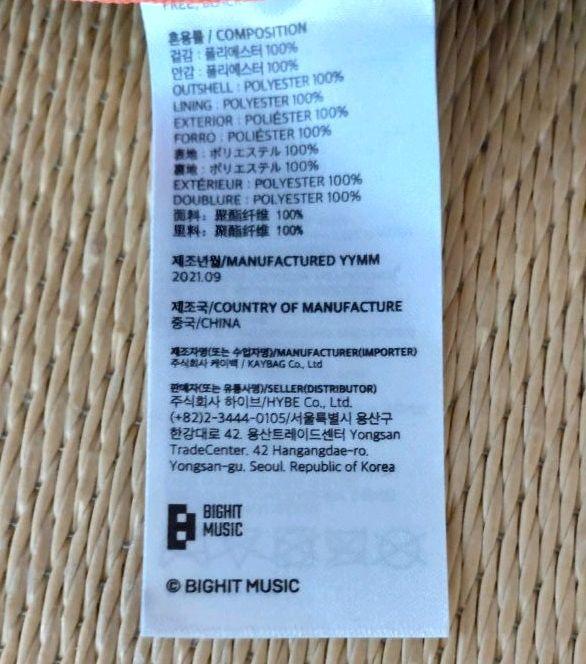 혼용률 / COMPOSITION
겉감 : 폴리에스터 100%
안감 : 폴리에스터 100%
OUTSHELL : POLYESTER 100%
LINING : POLYESTER 100%
EXTERIOR : POLIÉSTER 100%
FORRO : POLIÉSTER 100%
表地 : ポリエステル 100%
裏地 : ポリエステル 100%
EXTÉRIEUR : POLYESTER 100%
DOUBLURE : POLYESTER 100%
面料: 聚酯纤维 100%
里料: 聚酯纤维 100%
제조년월/MANUFACTURED YYMM
2021.09
제조국/COUNTRY OF MANUFACTURE
중국/CHINA
제조자명(또는 수입자명)/MANUFACTURER(IMPORTER)
주식회사 케이백 / KAYBAG Co., Ltd
판매자(또는 유통사명)/SELLER(DISTRIBUTOR)
주식회사 하이브/HYBE Co., Ltd.
(+82)2-3444-0105/서울특별시 용산구
한강대로 42. 용산트레이드센터 Yongsan
TradeCenter. 42 Hangangdae-ro.
Yongsan-gu. Seoul. Republic of Korea
BIGHIT
MUSIC
© BIGHIT MUSIC